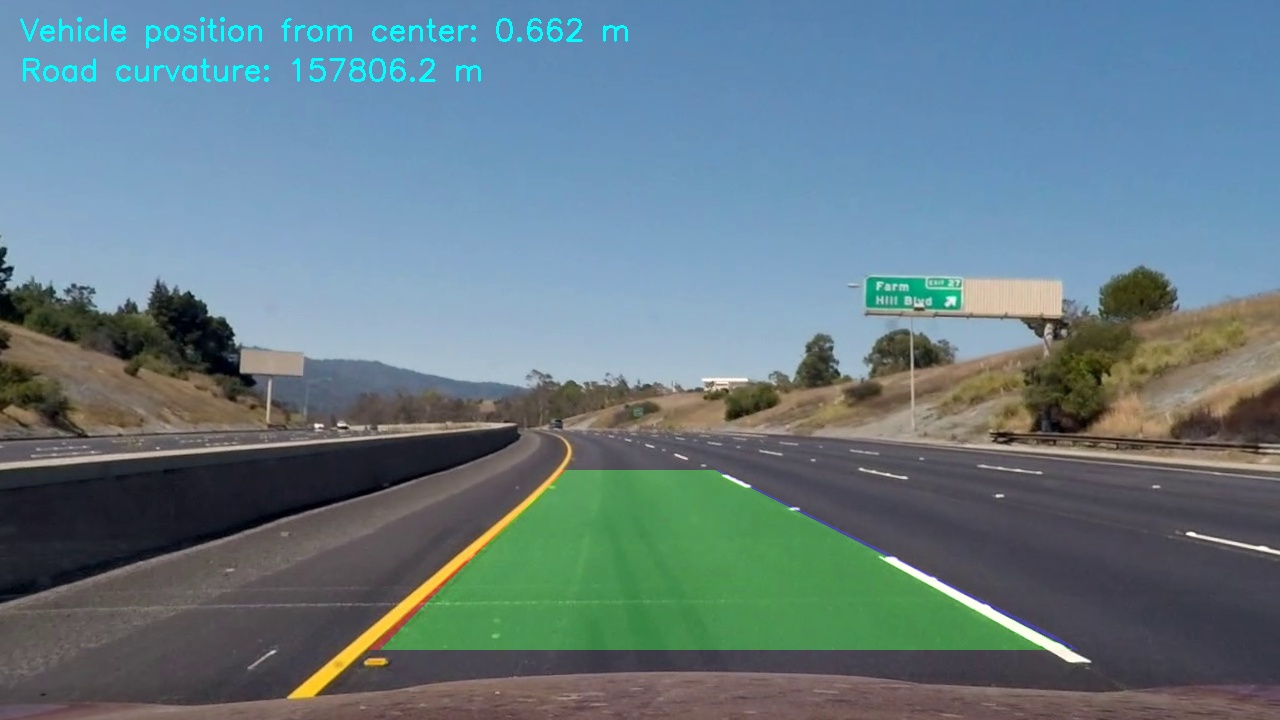 Vehicle position from center: 0.662 m
Road curvature: 157806.2 m
EXIT 27
Farm
Hill Blvd